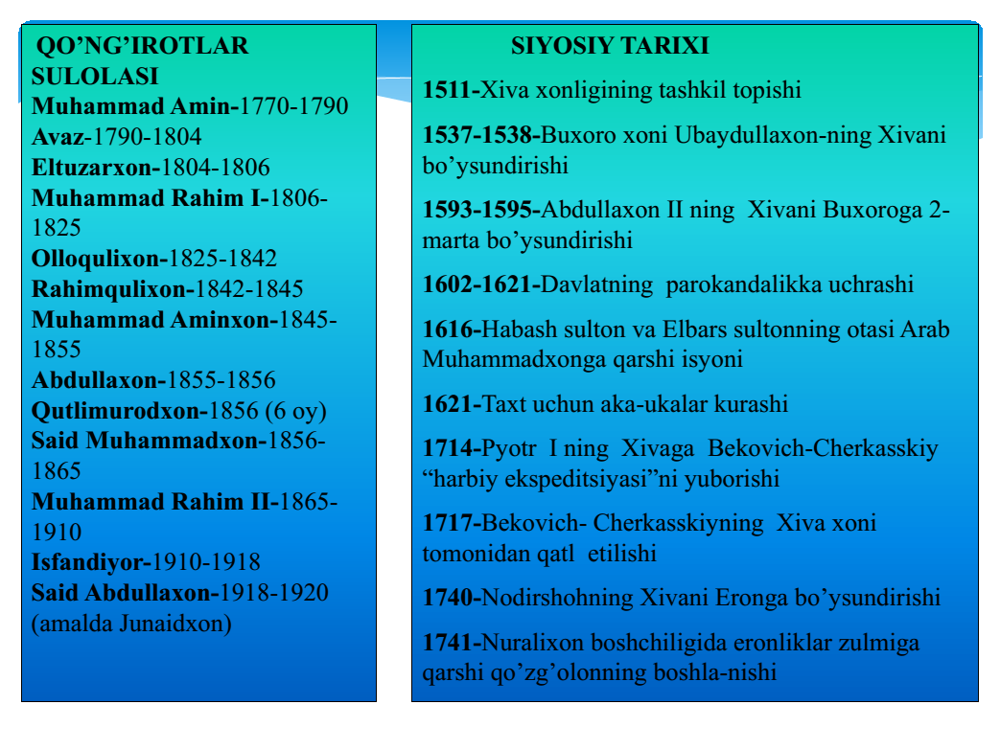 QO’NG’IROTLAR
SULOLASI
Muhammad Amin-1770-1790
Avaz-1790-1804
Eltuzarxon-1804-1806
Muhammad Rahim I-1806-
1825
Olloqulixon-1825-1842
Rahimqulixon-1842-1845
Muhammad Aminxon-1845-
1855
Abdullaxon-1855-1856
Qutlimurodxon-1856 (6 oy)
Said Muhammadxon-1856-
1865
Muhammad Rahim II-1865-
1910
Isfandiyor-1910-1918
Said Abdullaxon-1918-1920
(amalda Junaidxon)
SIYOSIY TARIXI
1511-Xiva xonligining tashkil topishi
1537-1538-Buxoro xoni Ubaydullaxon-ning Xivani
bo’ysundirishi
1593-1595-Abdullaxon II ning Xivani Buxoroga 2-
marta bo’ysundirishi
1602-1621-Davlatning parokandalikka uchrashi
1616-Habash sulton va Elbars sultonning otasi Arab
Muhammadxonga qarshi isyoni
1621-Taxt uchun aka-ukalar kurashi
1714-Pyotr I ning Xivaga Bekovich-Cherkasskiy
“harbiy ekspeditsiyasi”ni yuborishi
1717-Bekovich- Cherkasskiyning Xiva xoni
tomonidan qatl etilishi
1740-Nodirshohning Xivani Eronga bo’ysundirishi
1741-Nuralixon boshchiligida eronliklar zulmiga
qarshi qo’zg’olonning boshla-nishi